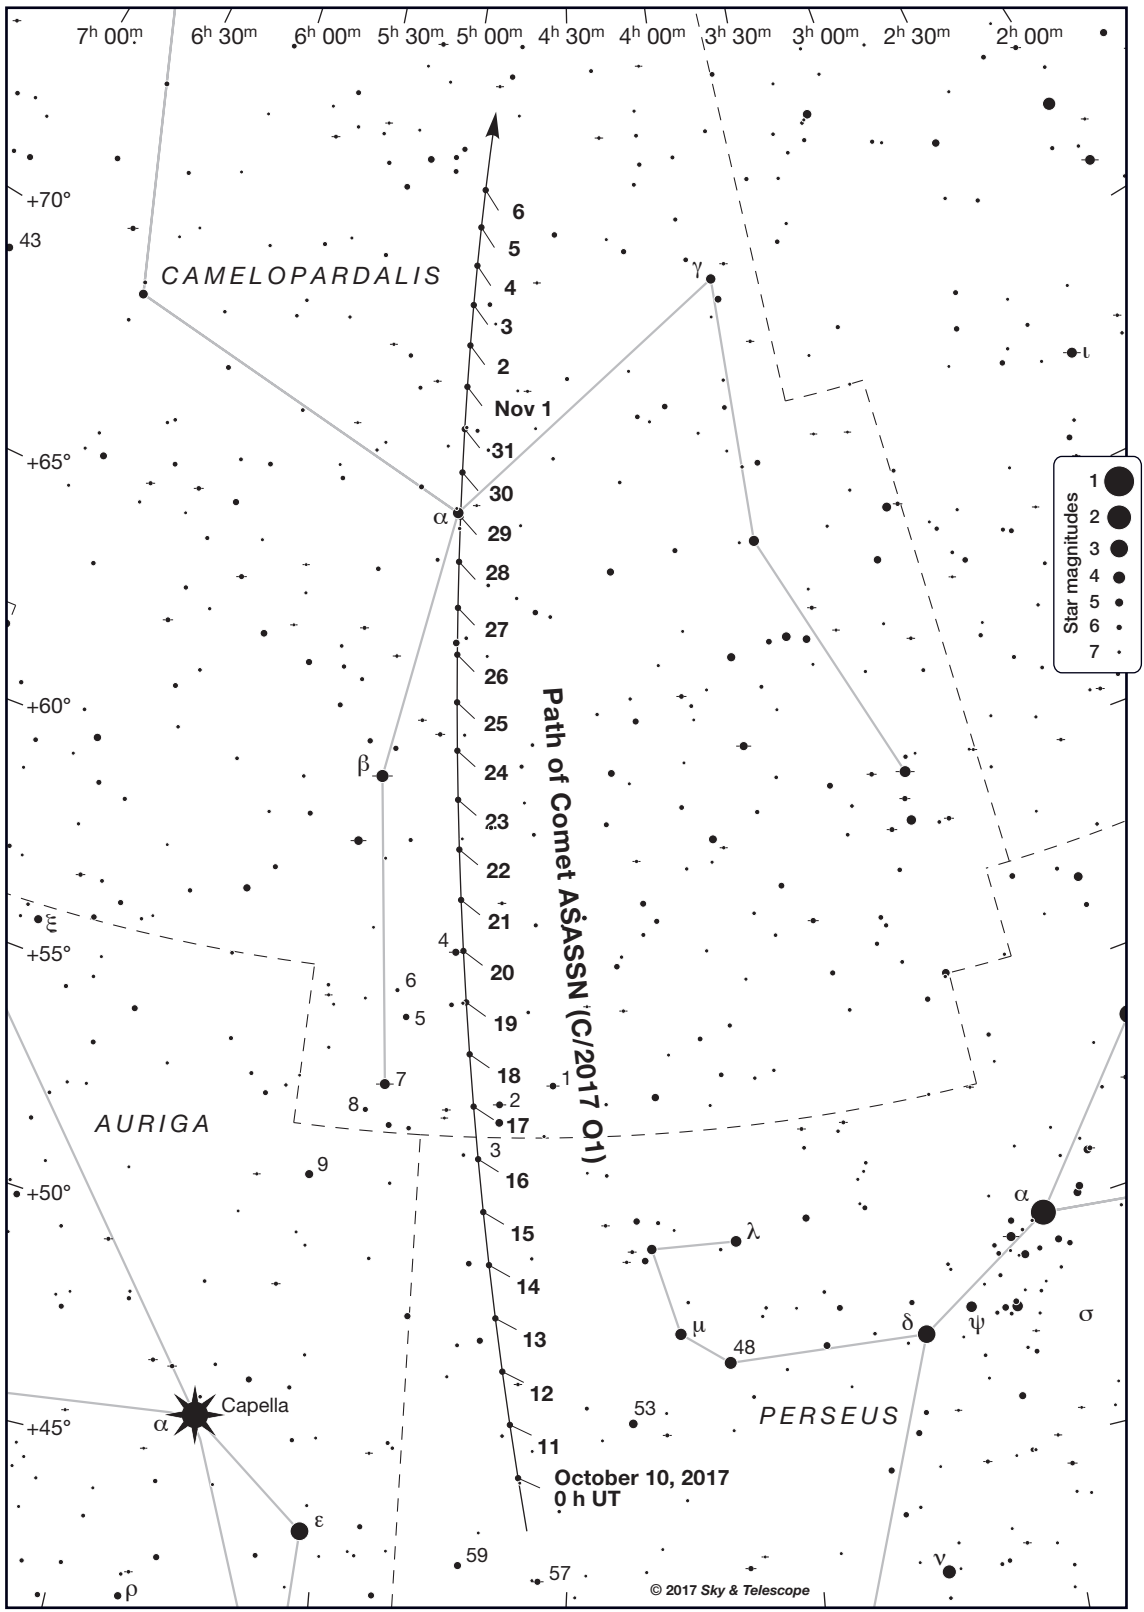 7h 00m 6h 30m 6h 00m 5h 30m 5h 00m 4h 30m 4h 00m 3h 30m 3h 00m 2h 30m 2h 00m
+70°
6
43
5
CAMELOPARDALIS
γ
4
3
ι
2
Nov 1
31
+65°
30
α
29
28
27
26
+60°
25
β
24
23
22
21
ξ
4
+55°
20
6
19
5
18
7
1
2
8
17
AURIGA
3
9
16
+50°
α
15
λ
14
σ
ψ
δ
μ
13
48
12
Capella
α
53
PERSEUS
+45°
11
October 10, 2017
0 h UT
ε
59
57
ν
ρ
Path of Comet ASASSN (C/2017 O1)
Star magnitudes
1
2
3
4
5
6
7
© 2017 Sky & Telescope